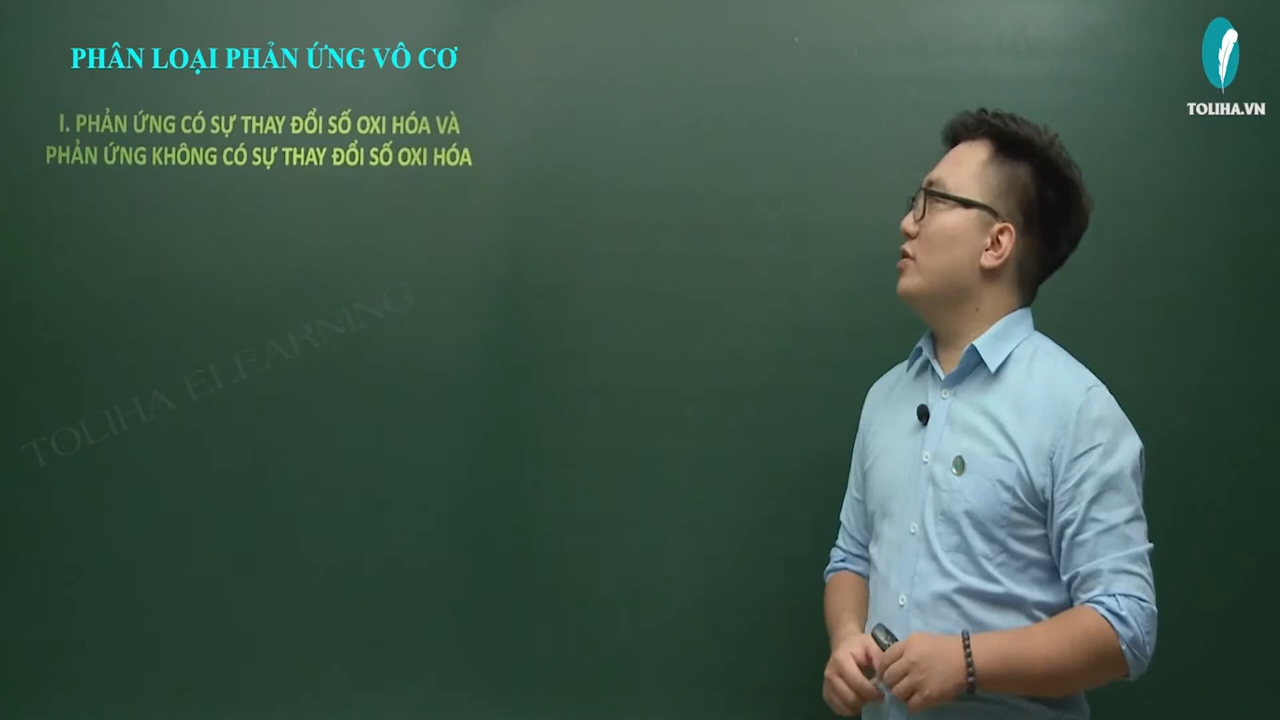 PHÂN LOẠI PHẢN ỨNG VÔ CƠ
TOLIHA.VN
I. PHẢN ỨNG CÓ SỰ THAY ĐỔI SỐ OXI HÓA VÀ
PHẢN ỨNG KHÔNG CÓ SỰ THAY ĐỔI SỐ OXI HÓA
TOLIHA ELEARNING